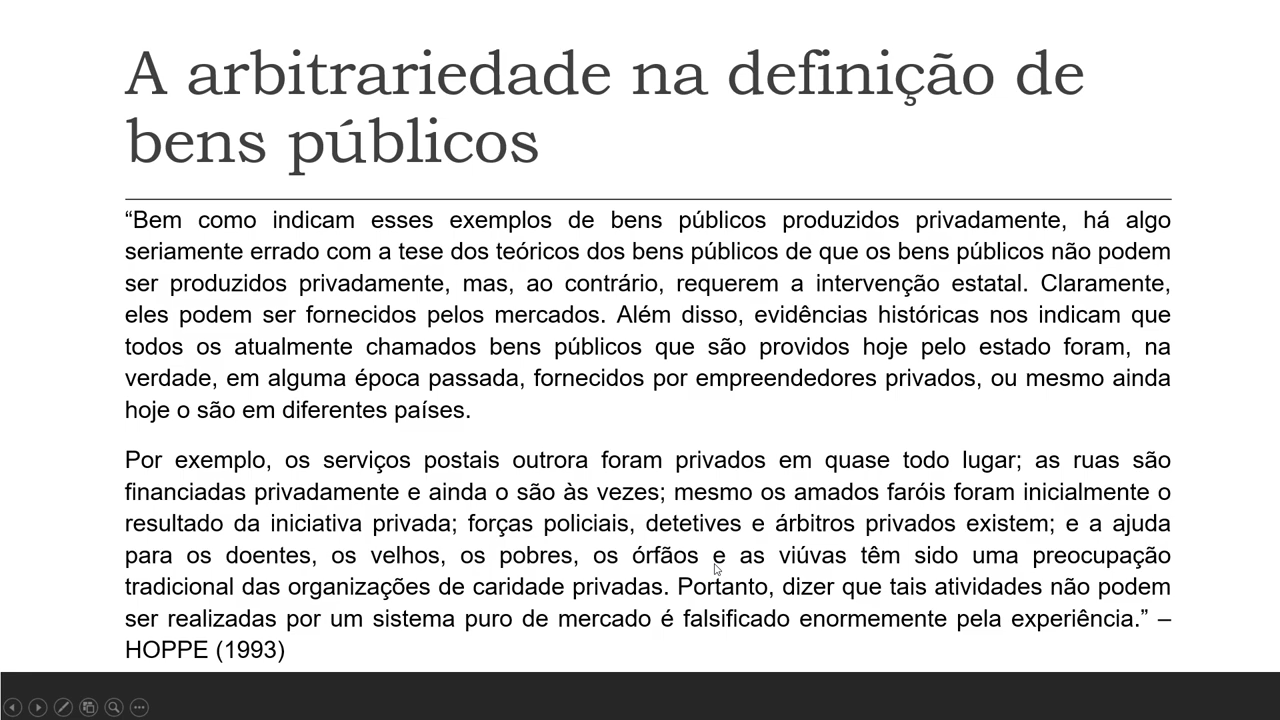 A arbitrariedade na definição de
bens públicos
“Bem como indicam esses exemplos de bens públicos produzidos privadamente, há algo
seriamente errado com a tese dos teóricos dos bens públicos de que os bens públicos não podem
ser produzidos privadamente, mas, ao contrário, requerem a intervenção estatal. Claramente,
eles podem ser fornecidos pelos mercados. Além disso, evidências históricas nos indicam que
todos os atualmente chamados bens públicos que são providos hoje pelo estado foram, na
verdade, em alguma época passada, fornecidos por empreendedores privados, ou mesmo ainda
hoje o são em diferentes países.
Por exemplo, os serviços postais outrora foram privados em quase todo lugar; as ruas são
financiadas privadamente e ainda o são às vezes; mesmo os amados faróis foram inicialmente o
resultado da iniciativa privada; forças policiais, detetives e árbitros privados existem; e a ajuda
para os doentes, os velhos, os pobres, os órfãos e as viúvas têm sido uma preocupação
tradicional das organizações de caridade privadas. Portanto, dizer que tais atividades não podem
ser realizadas por um sistema puro de mercado é falsificado enormemente pela experiência.” –
HOPPE (1993)